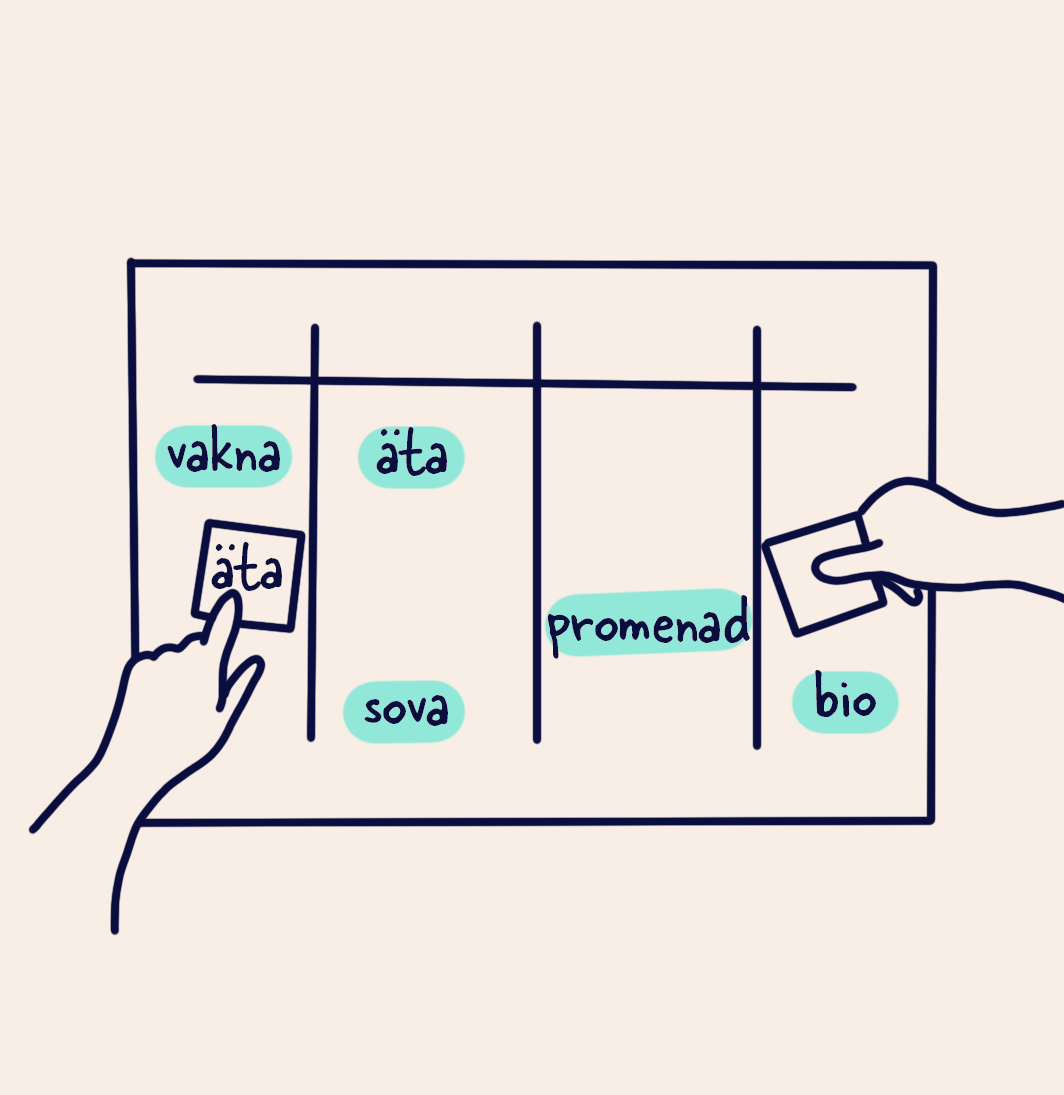 vakna
äta
äta
sova
promenad
bio